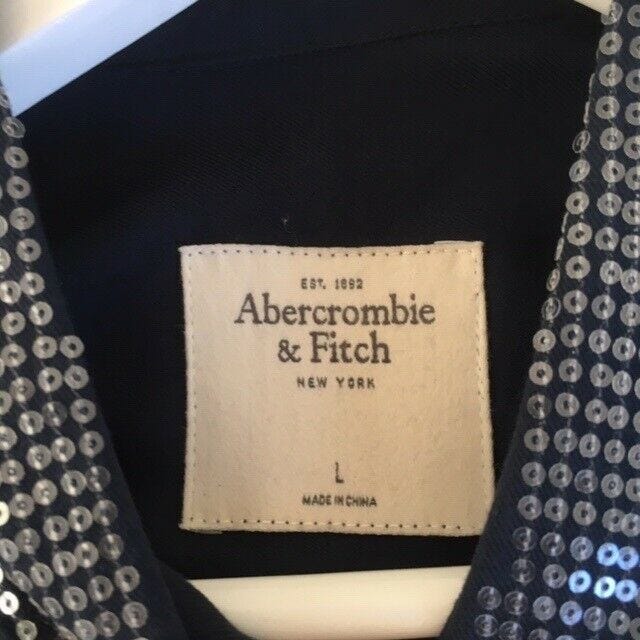 EST. 1892
Abercrombie
& Fitch
NEW YORK
L
MADE IN CHINA